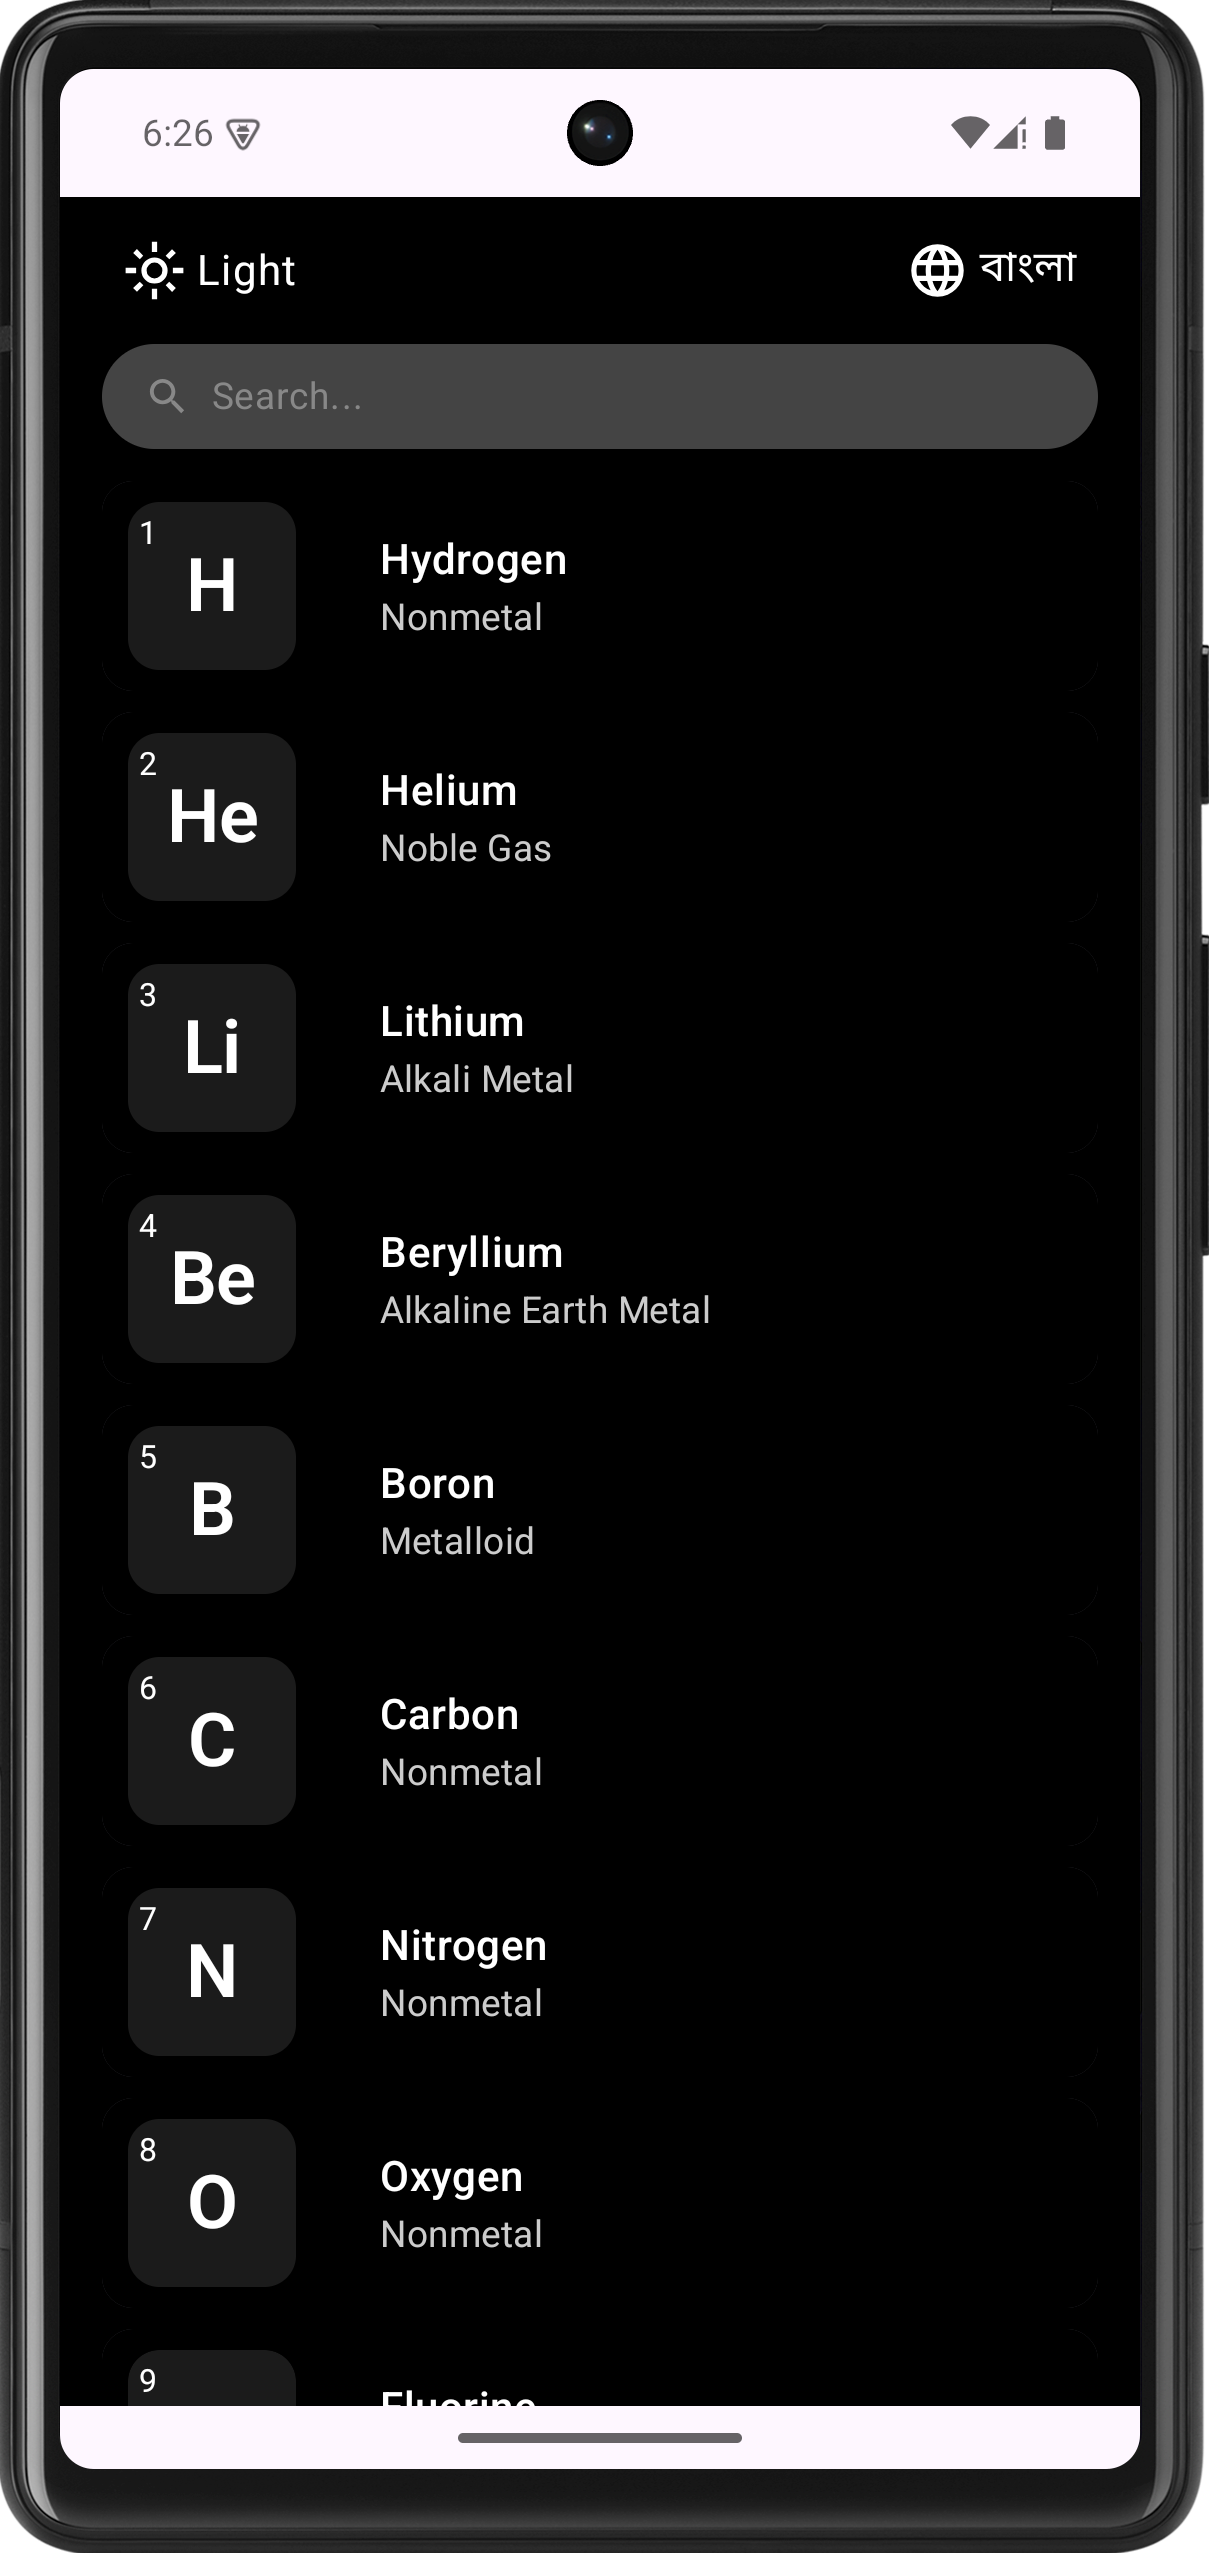 6:26
Light
বাংলা
Search...
1
H
Hydrogen
Nonmetal
2
He
Helium
Noble Gas
3
Li
Lithium
Alkali Metal
4
Be
Beryllium
Alkaline Earth Metal
5
B
Boron
Metalloid
6
C
Carbon
Nonmetal
7
N
Nitrogen
Nonmetal
8
O
Oxygen
Nonmetal
9
Fluorine